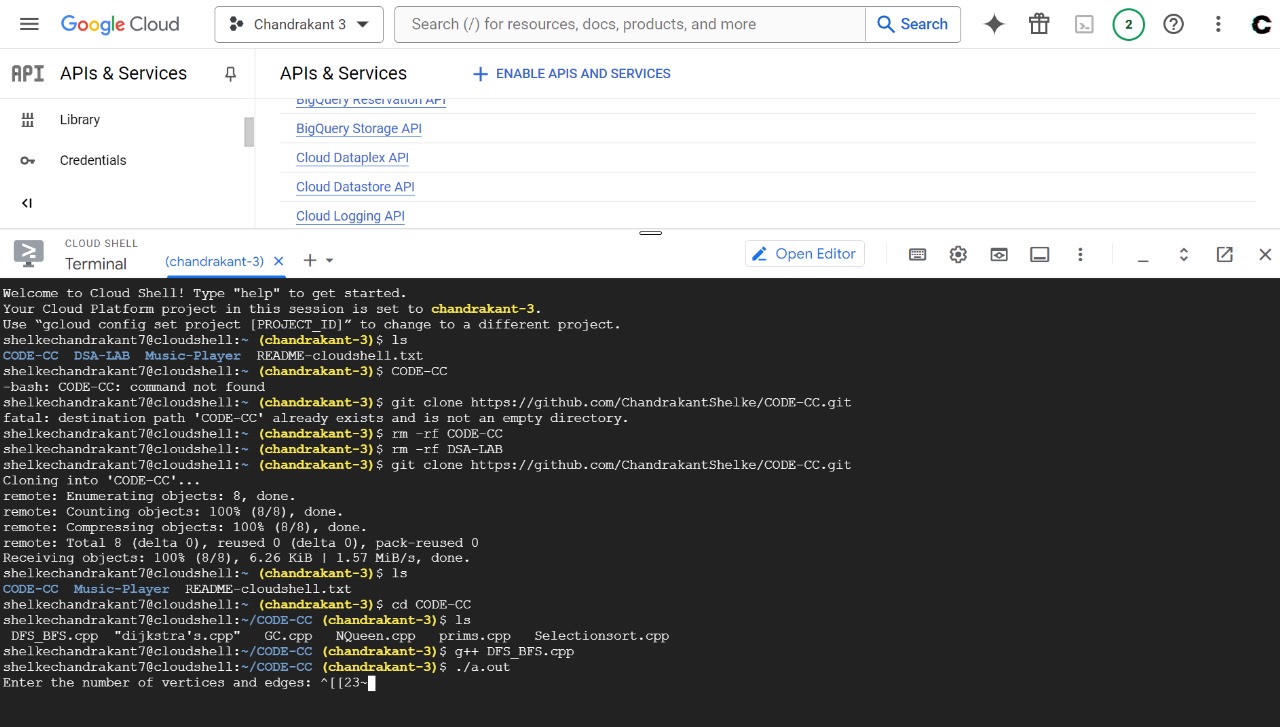 Google Cloud
Chandrakant 3
Search (/) for resources, docs, products, and more
Search
2
C
API
APIs & Services
APIs & Services
ENABLE APIS AND SERVICES
Library
Credentials
BigQuery Reservation API
BigQuery Storage API
Cloud Dataplex API
Cloud Datastore API
Cloud Logging API
CLOUD SHELL
Terminal
(chandrakant-3)
Open Editor
Welcome to Cloud Shell! Type "help" to get started.
Your Cloud Platform project in this session is set to chandrakant-3.
Use “gcloud config set project [PROJECT_ID]” to change to a different project.
shelkechandrakant7@cloudshell:~ (chandrakant-3)$ ls
CODE-CC  DSA-LAB  Music-Player  README-cloudshell.txt
shelkechandrakant7@cloudshell:~ (chandrakant-3)$ CODE-CC
-bash: CODE-CC: command not found
shelkechandrakant7@cloudshell:~ (chandrakant-3)$ git clone https://github.com/ChandrakantShelke/CODE-CC.git
fatal: destination path 'CODE-CC' already exists and is not an empty directory.
shelkechandrakant7@cloudshell:~ (chandrakant-3)$ rm -rf CODE-CC
shelkechandrakant7@cloudshell:~ (chandrakant-3)$ rm -rf DSA-LAB
shelkechandrakant7@cloudshell:~ (chandrakant-3)$ git clone https://github.com/ChandrakantShelke/CODE-CC.git
Cloning into 'CODE-CC'...
remote: Enumerating objects: 8, done.
remote: Counting objects: 100% (8/8), done.
remote: Compressing objects: 100% (8/8), done.
remote: Total 8 (delta 0), reused 0 (delta 0), pack-reused 0
Receiving objects: 100% (8/8), 6.26 KiB | 1.57 MiB/s, done.
shelkechandrakant7@cloudshell:~ (chandrakant-3)$ ls
CODE-CC  Music-Player  README-cloudshell.txt
shelkechandrakant7@cloudshell:~ (chandrakant-3)$ cd CODE-CC
shelkechandrakant7@cloudshell:~/CODE-CC (chandrakant-3)$ ls
DFS_BFS.cpp  "dijkstra's.cpp"   GC.cpp   NQueen.cpp   prims.cpp   Selectionsort.cpp
shelkechandrakant7@cloudshell:~/CODE-CC (chandrakant-3)$ g++ DFS_BFS.cpp
shelkechandrakant7@cloudshell:~/CODE-CC (chandrakant-3)$ ./a.out
Enter the number of vertices and edges: ^[[23~